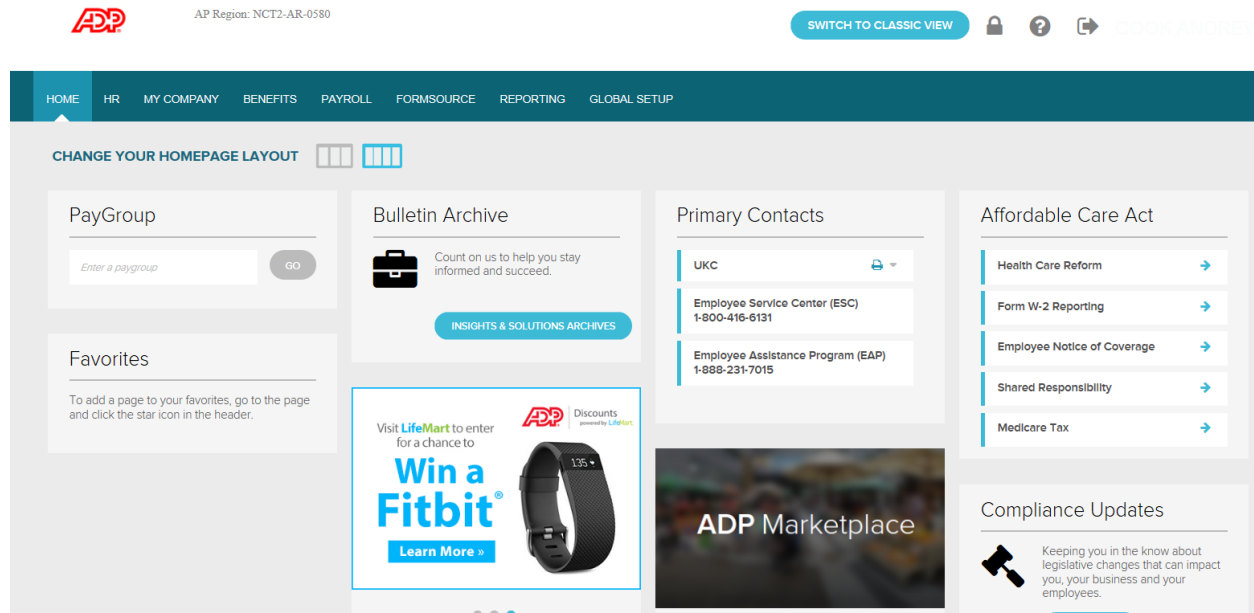 ADP
AP Region: NCT2-AR-0580
SWITCH TO CLASSIC VIEW
HOME HR MY COMPANY BENEFITS PAYROLL FORMSOURCE REPORTING GLOBAL SETUP
CHANGE YOUR HOMEPAGE LAYOUT
PayGroup
Enter a paygroup
GO
Favorites
To add a page to your favorites, go to the page
and click the star icon in the header.
Bulletin Archive
Count on us to help you stay
informed and succeed.
INSIGHTS & SOLUTIONS ARCHIVES
Visit LifeMart to enter
for a chance to
Win a
Fitbit®
Learn More »
ADP Discounts
powered by LifeMart
135
Primary Contacts
UKC
Employee Service Center (ESC)
1-800-416-6131
Employee Assistance Program (EAP)
1-888-231-7015
ADP Marketplace
Affordable Care Act
Health Care Reform
Form W-2 Reporting
Employee Notice of Coverage
Shared Responsibility
Medicare Tax
Compliance Updates
Keeping you in the know about
legislative changes that can impact
you, your business and your
employees.